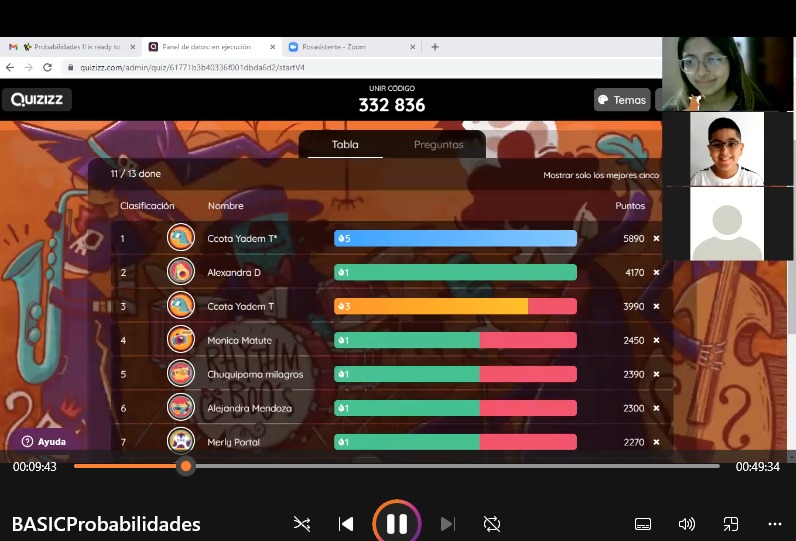 Probabilidades II is ready to
Panel de datos: en ejecución
Posasistente - Zoom
quizizz.com/admin/quiz/61771b3b40336f001dbda6d2/startV4
QUIZIZZ
UNIR CÓDIGO
332 836
Temas
Tabla
Preguntas
11 / 13 done
Mostrar solo los mejores cinco
Clasificación
Nombre
Puntos
1 Ccota Yadem T* 5 5890
2 Alexandra D 1 4170
3 Ccota Yadem T 3 3990
4 Monica Matute 1 2450
5 Chuquipoma milagros 1 2390
6 Alejandra Mendoza 1 2300
7 Merly Portal 1 2270
Ayuda
00:09:43
00:49:34
BASICProbabilidades